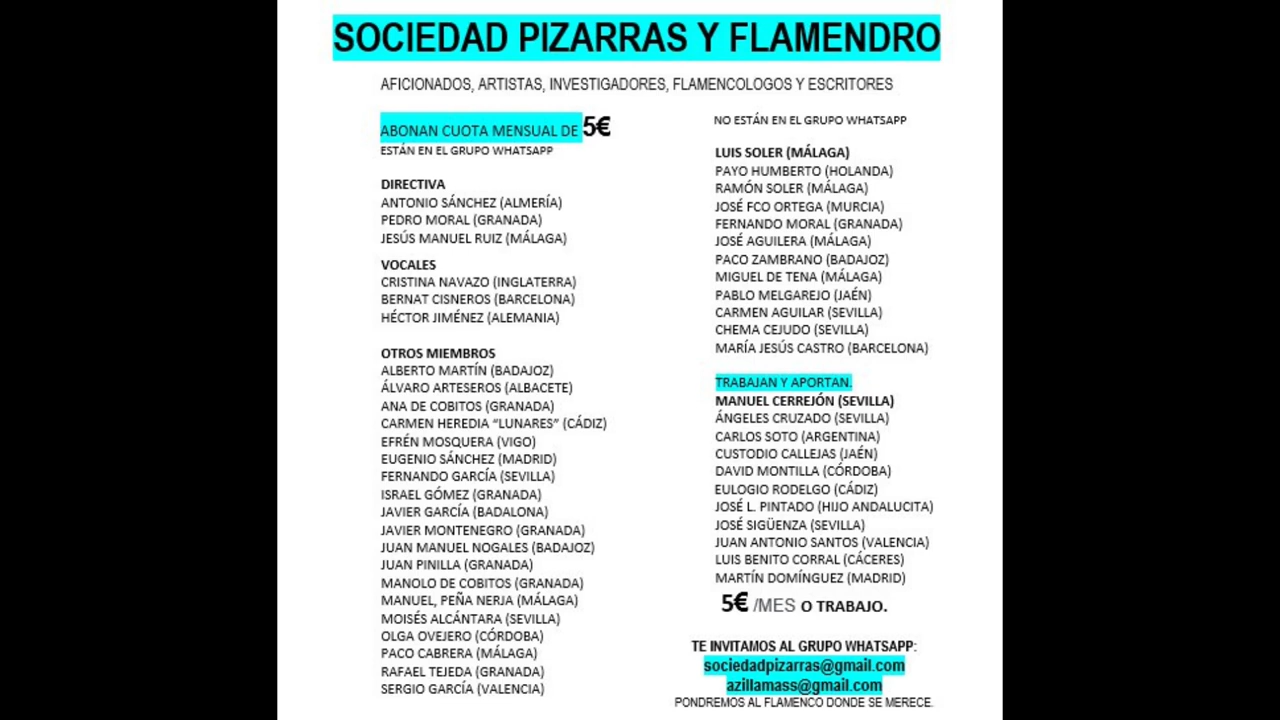 SOCIEDAD PIZARRAS Y FLAMENDRO
AFICIONADOS, ARTISTAS, INVESTIGADORES, FLAMENCOLOGOS Y ESCRITORES
ABONAN CUOTA MENSUAL DE 5€
ESTÁN EN EL GRUPO WHATSAPP
DIRECTIVA
ANTONIO SÁNCHEZ (ALMERÍA)
PEDRO MORAL (GRANADA)
JESÚS MANUEL RUIZ (MÁLAGA)
VOCALES
CRISTINA NAVAZO (INGLATERRA)
BERNAT CISNEROS (BARCELONA)
HÉCTOR JIMÉNEZ (ALEMANIA)
OTROS MIEMBROS
ALBERTO MARTÍN (BADAJOZ)
ÁLVARO ARTESEROS (ALBACETE)
ANA DE COBITOS (GRANADA)
CARMEN HEREDIA “LUNARES” (CÁDIZ)
EFRÉN MOSQUERA (VIGO)
EUGENIO SÁNCHEZ (MADRID)
FERNANDO GARCÍA (SEVILLA)
ISRAEL GÓMEZ (GRANADA)
JAVIER GARCÍA (BADALONA)
JAVIER MONTENEGRO (GRANADA)
JUAN MANUEL NOGALES (BADAJOZ)
JUAN PINILLA (GRANADA)
MANOLO DE COBITOS (GRANADA)
MANUEL, PEÑA NERJA (MÁLAGA)
MOISÉS ALCÁNTARA (SEVILLA)
OLGA OVEJERO (CÓRDOBA)
PACO CABRERA (MÁLAGA)
RAFAEL TEJEDA (GRANADA)
SERGIO GARCÍA (VALENCIA)
NO ESTÁN EN EL GRUPO WHATSAPP
LUIS SOLER (MÁLAGA)
PAYO HUMBERTO (HOLANDA)
RAMÓN SOLER (MÁLAGA)
JOSÉ FCO ORTEGA (MURCIA)
FERNANDO MORAL (GRANADA)
JOSÉ AGUILERA (MÁLAGA)
PACO ZAMBRANO (BADAJOZ)
MIGUEL DE TENA (MÁLAGA)
PABLO MELGAREJO (JAÉN)
CARMEN AGUILAR (SEVILLA)
CHEMA CEJUDO (SEVILLA)
MARÍA JESÚS CASTRO (BARCELONA)
TRABAJAN Y APORTAN.
MANUEL CERREJÓN (SEVILLA)
ÁNGELES CRUZADO (SEVILLA)
CARLOS SOTO (ARGENTINA)
CUSTODIO CALLEJAS (JAÉN)
DAVID MONTILLA (CÓRDOBA)
EULOGIO RODELGO (CÁDIZ)
JOSÉ L. PINTADO (HIJO ANDALUCITA)
JOSÉ SIGÜENZA (SEVILLA)
JUAN ANTONIO SANTOS (VALENCIA)
LUIS BENITO CORRAL (CÁCERES)
MARTÍN DOMÍNGUEZ (MADRID)
5€ /MES O TRABAJO.
TE INVITAMOS AL GRUPO WHATSAPP:
sociedadpizarras@gmail.com
azillamass@gmail.com
PONDREMOS AL FLAMENCO DONDE SE MERECE.